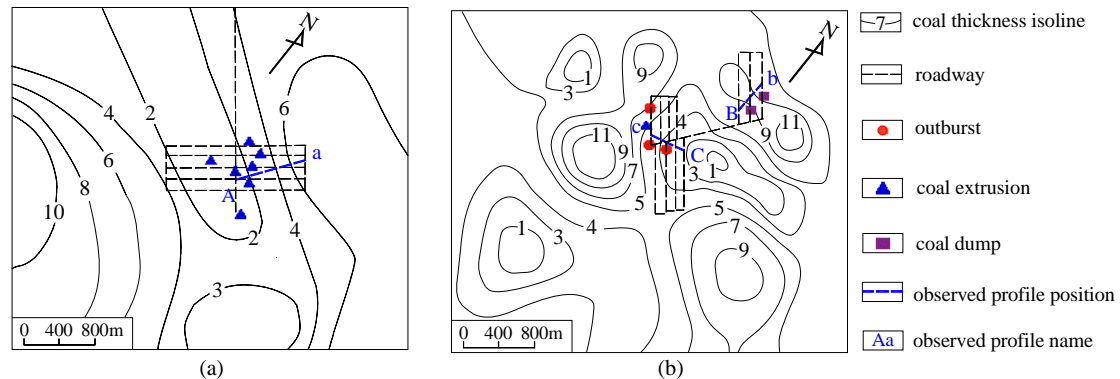 N
6
4
2
2
6
6
8
a
10
A
2
4
3
0 400 800m
(a)
N
1
9
3
b
B
4
c
11
9
11
9
C
7
3
1
5
5
4
1
7
3
9
0 400 800m
(b)
7 coal thickness isoline
roadway
outburst
coal extrusion
coal dump
observed profile position
Aa observed profile name